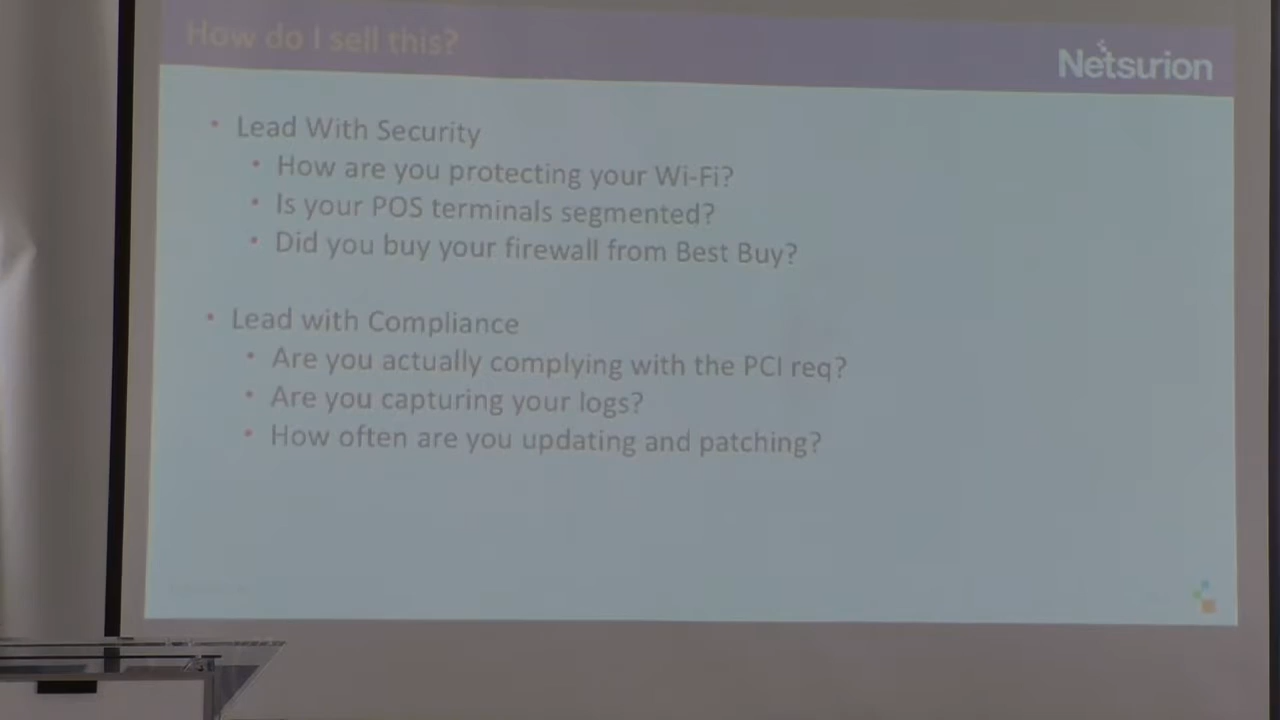 How do I sell this?
Netsurion
• Lead With Security
• How are you protecting your Wi-Fi?
• Is your POS terminals segmented?
• Did you buy your firewall from Best Buy?
• Lead with Compliance
• Are you actually complying with the PCI req?
• Are you capturing your logs?
• How often are you updating and patching?